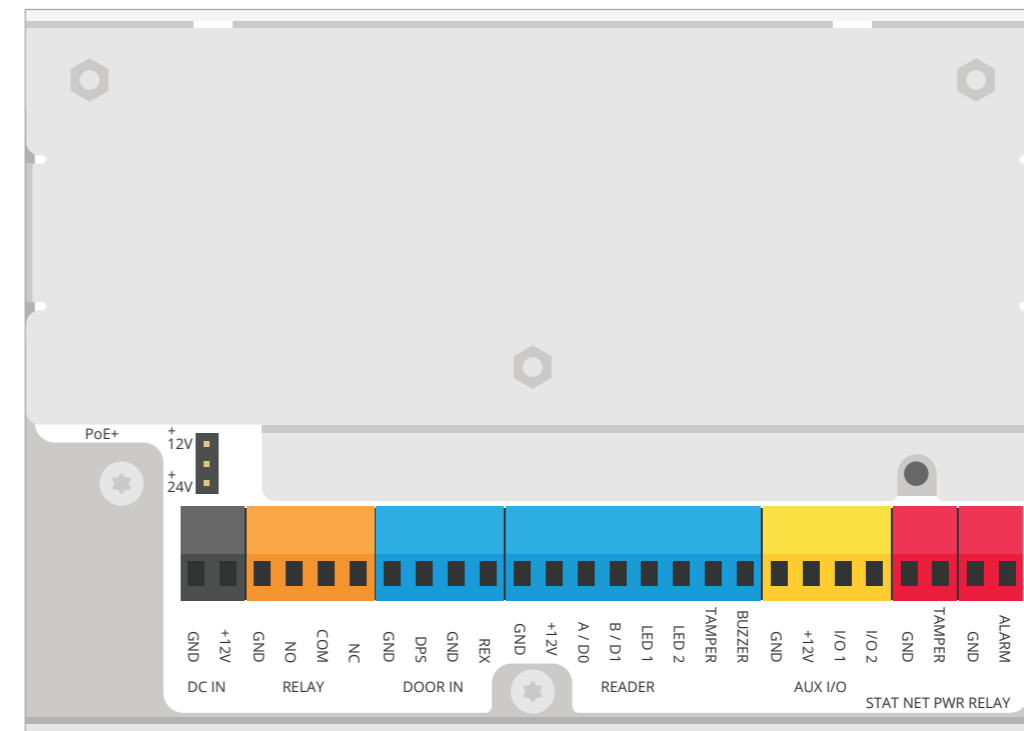 PoE+
+
12V
+
24V
GND
+12V
GND
NO
COM
NC
GND
DPS
GND
REX
GND
+12V
A / D0
B / D1
LED 1
LED 2
TAMPER
BUZZER
GND
+12V
I/O 1
I/O 2
GND
TAMPER
GND
ALARM
DC IN
RELAY
DOOR IN
READER
AUX I/O
STAT NET PWR RELAY